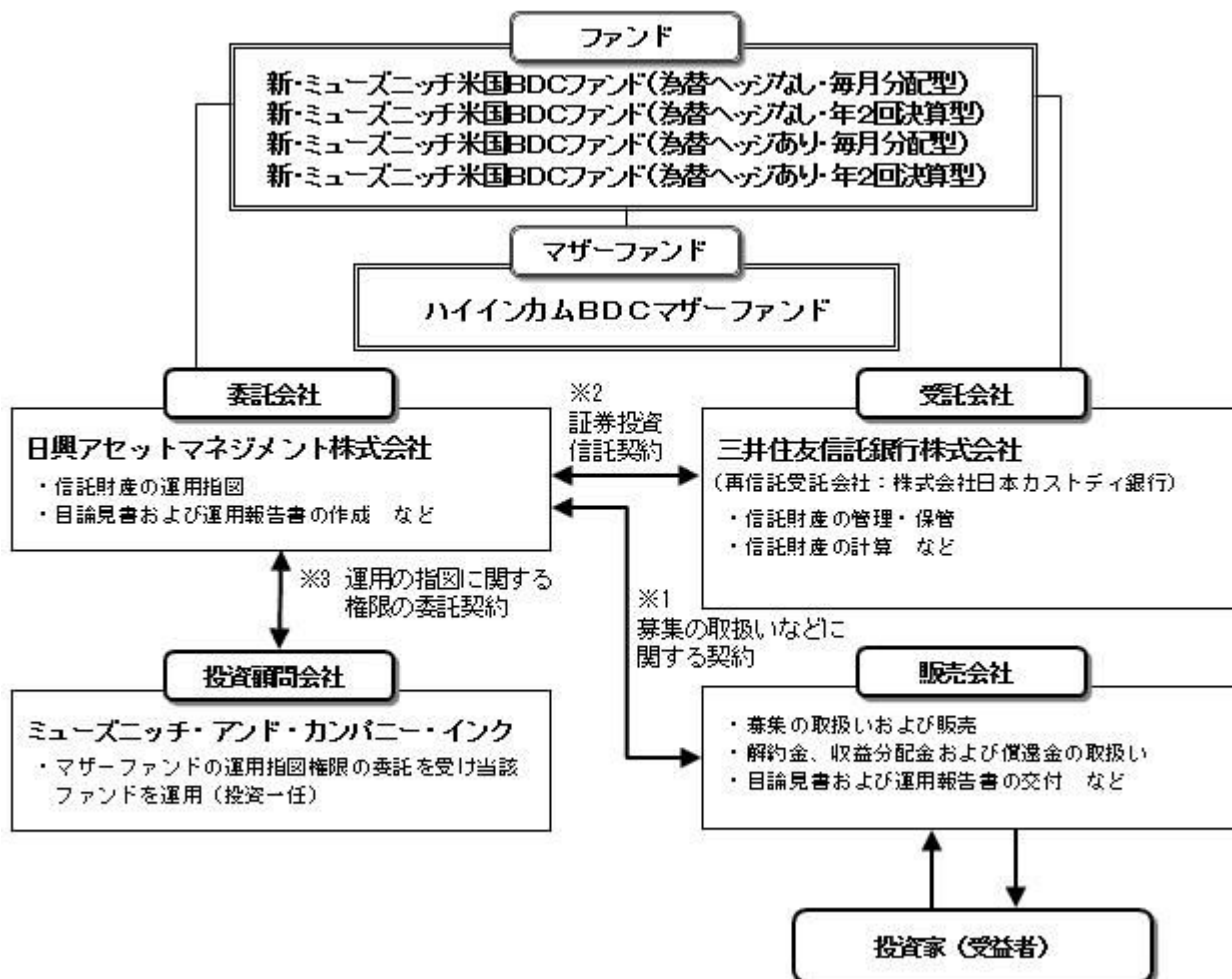 ファンド
新・ミューズニッチ米国BDCファンド(為替ヘッジなし・毎月分配型)
新・ミューズニッチ米国BDCファンド(為替ヘッジなし・年2回決算型)
新・ミューズニッチ米国BDCファンド(為替ヘッジあり・毎月分配型)
新・ミューズニッチ米国BDCファンド(為替ヘッジあり・年2回決算型)
マザーファンド
ハイインカムBDCマザーファンド
委託会社
日興アセットマネジメント株式会社
・信託財産の運用指図
・目論見書および運用報告書の作成 など
※2
証券投資
信託契約
受託会社
三井住友信託銀行株式会社
(再信託受託会社:株式会社日本カストディ銀行)
・信託財産の管理・保管
・信託財産の計算 など
※3 運用の指図に関する
権限の委託契約
※1
募集の取扱いなどに
関する契約
投資顧問会社
ミューズニッチ・アンド・カンパニー・インク
・マザーファンドの運用指図権限の委託を受け当該
ファンドを運用(投資一任)
販売会社
・募集の取扱いおよび販売
・解約金、収益分配金および償還金の取扱い
・目論見書および運用報告書の交付 など
投資家(受益者)